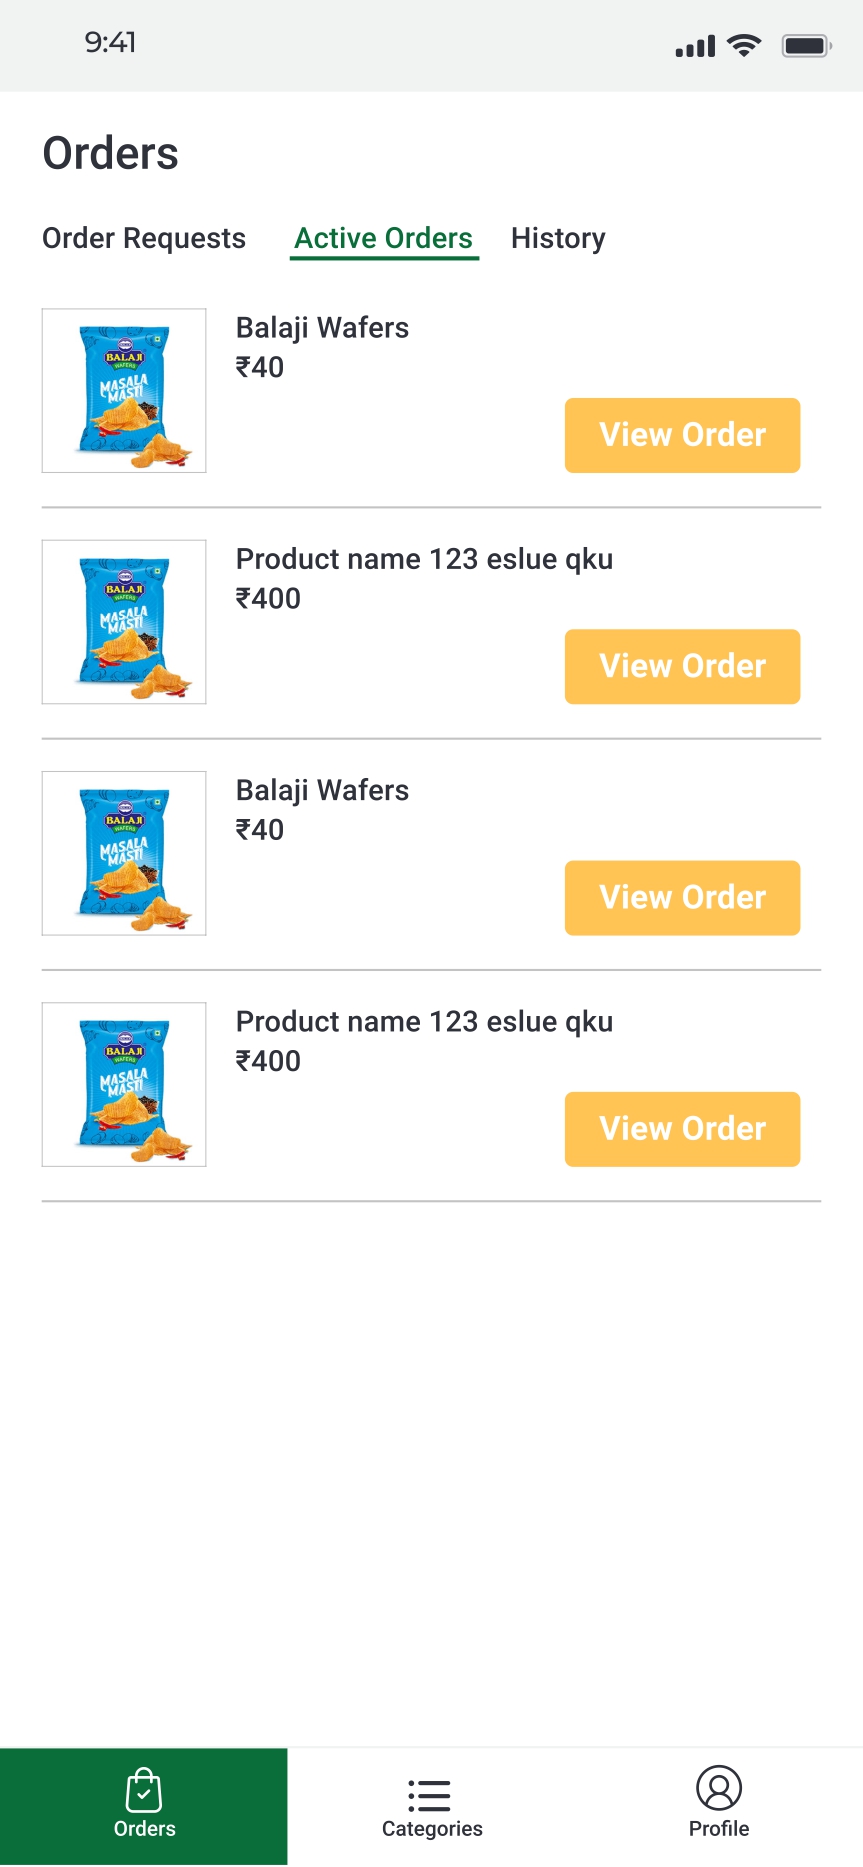 9:41
Orders
Order Requests Active Orders History
Balaji Wafers
₹40
BALAJI
WAFERS
MASALA
MASTI
View Order
Product name 123 eslue qku
₹400
BALAJI
WAFERS
MASALA
MASTI
View Order
Balaji Wafers
₹40
BALAJI
WAFERS
MASALA
MASTI
View Order
Product name 123 eslue qku
₹400
BALAJI
WAFERS
MASALA
MASTI
View Order
Orders Categories Profile